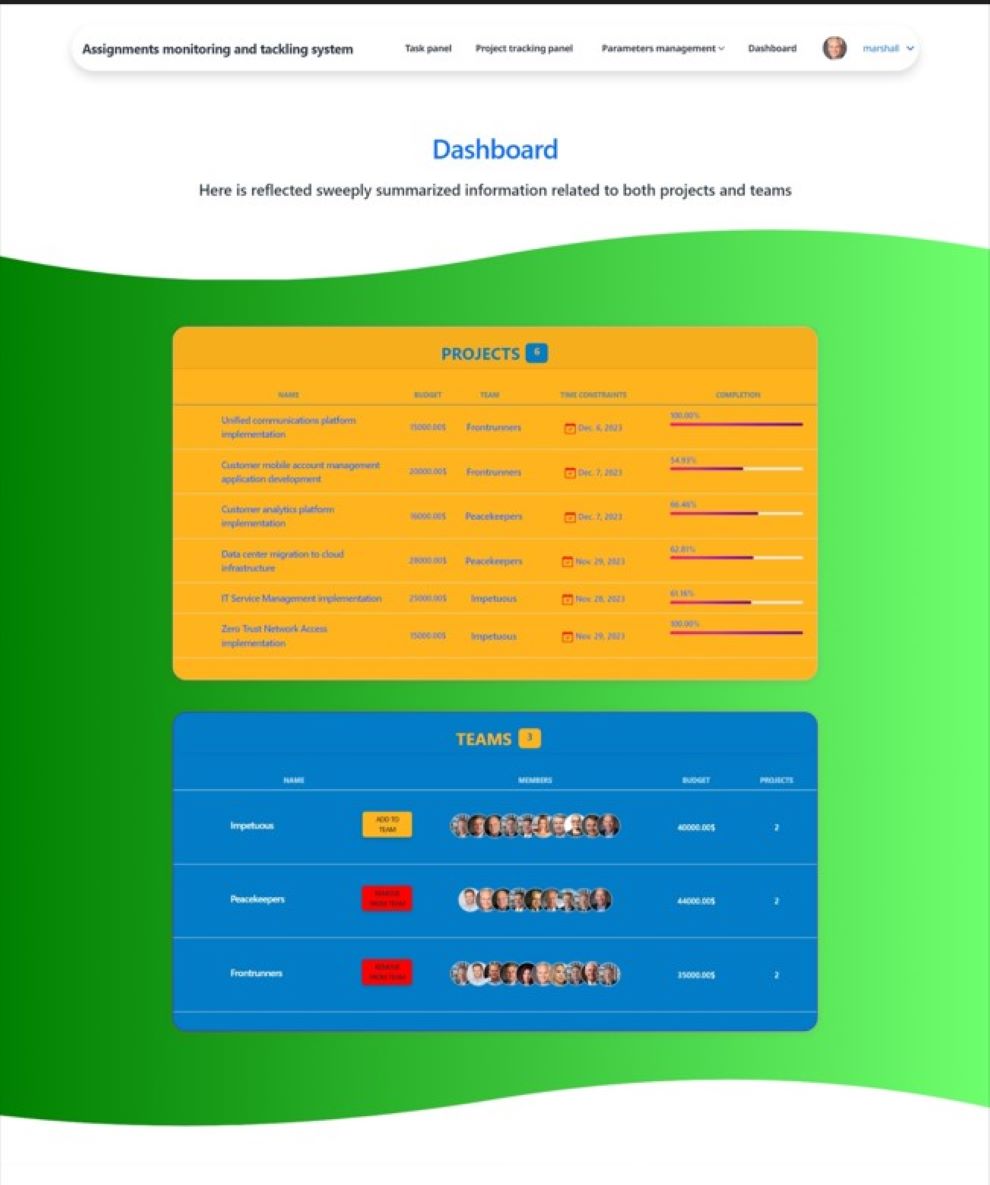 Assignments monitoring and tackling system Task panel Project tracking panel Parameters management Dashboard marshall
Dashboard
Here is reflected sweeply summarized information related to both projects and teams
PROJECTS 6
NAME BUDGET TEAM TIME CONSTRAINTS COMPLETION
Unified communications platform
implementation
15000.00$ Frontrunners Dec. 6, 2023 100.00%
Customer mobile account management
application development
20000.00$ Frontrunners Dec. 7, 2023 54.93%
Customer analytics platform
implementation
16000.00$ Peacekeepers Dec. 7, 2023 66.46%
Data center migration to cloud
infrastructure
28000.00$ Peacekeepers Nov. 29, 2023 62.81%
IT Service Management implementation 25000.00$ Impetuous Nov. 28, 2023 61.16%
Zero Trust Network Access
implementation
15000.00$ Impetuous Nov. 29, 2023 100.00%
TEAMS 3
NAME MEMBERS BUDGET PROJECTS
Impetuous ADD TO
TEAM
40000.00$ 2
Peacekeepers REMOVE
FROM TEAM
44000.00$ 2
Frontrunners REMOVE
FROM TEAM
35000.00$ 2